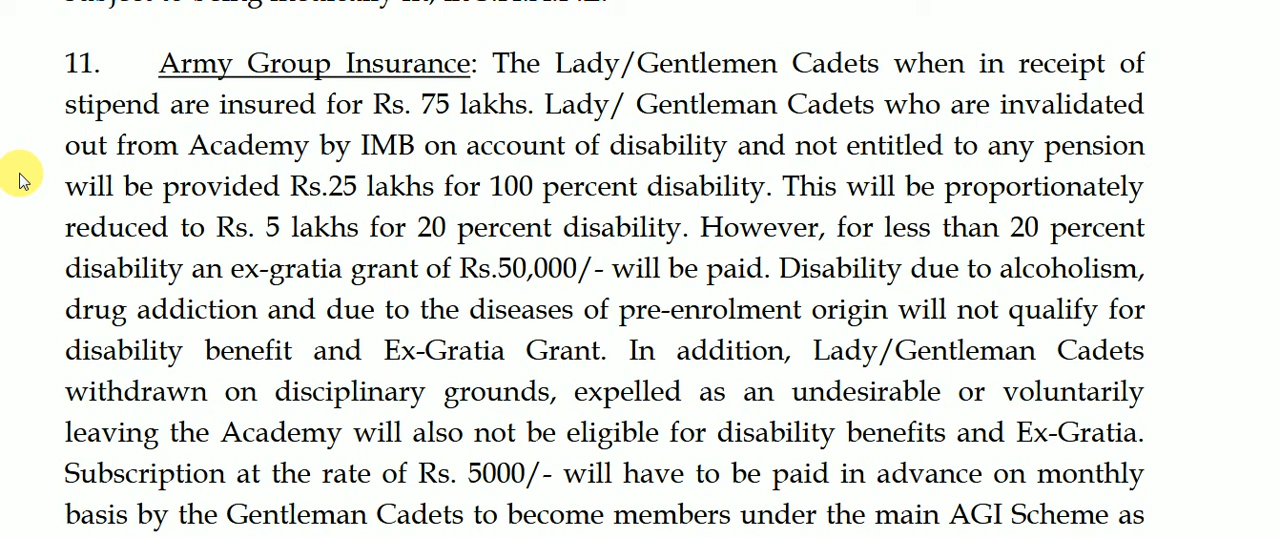 11. Army Group Insurance: The Lady/Gentlemen Cadets when in receipt of
stipend are insured for Rs. 75 lakhs. Lady/ Gentleman Cadets who are invalidated
out from Academy by IMB on account of disability and not entitled to any pension
will be provided Rs.25 lakhs for 100 percent disability. This will be proportionately
reduced to Rs. 5 lakhs for 20 percent disability. However, for less than 20 percent
disability an ex-gratia grant of Rs.50,000/- will be paid. Disability due to alcoholism,
drug addiction and due to the diseases of pre-enrolment origin will not qualify for
disability benefit and Ex-Gratia Grant. In addition, Lady/Gentleman Cadets
withdrawn on disciplinary grounds, expelled as an undesirable or voluntarily
leaving the Academy will also not be eligible for disability benefits and Ex-Gratia.
Subscription at the rate of Rs. 5000/- will have to be paid in advance on monthly
basis by the Gentleman Cadets to become members under the main AGI Scheme as